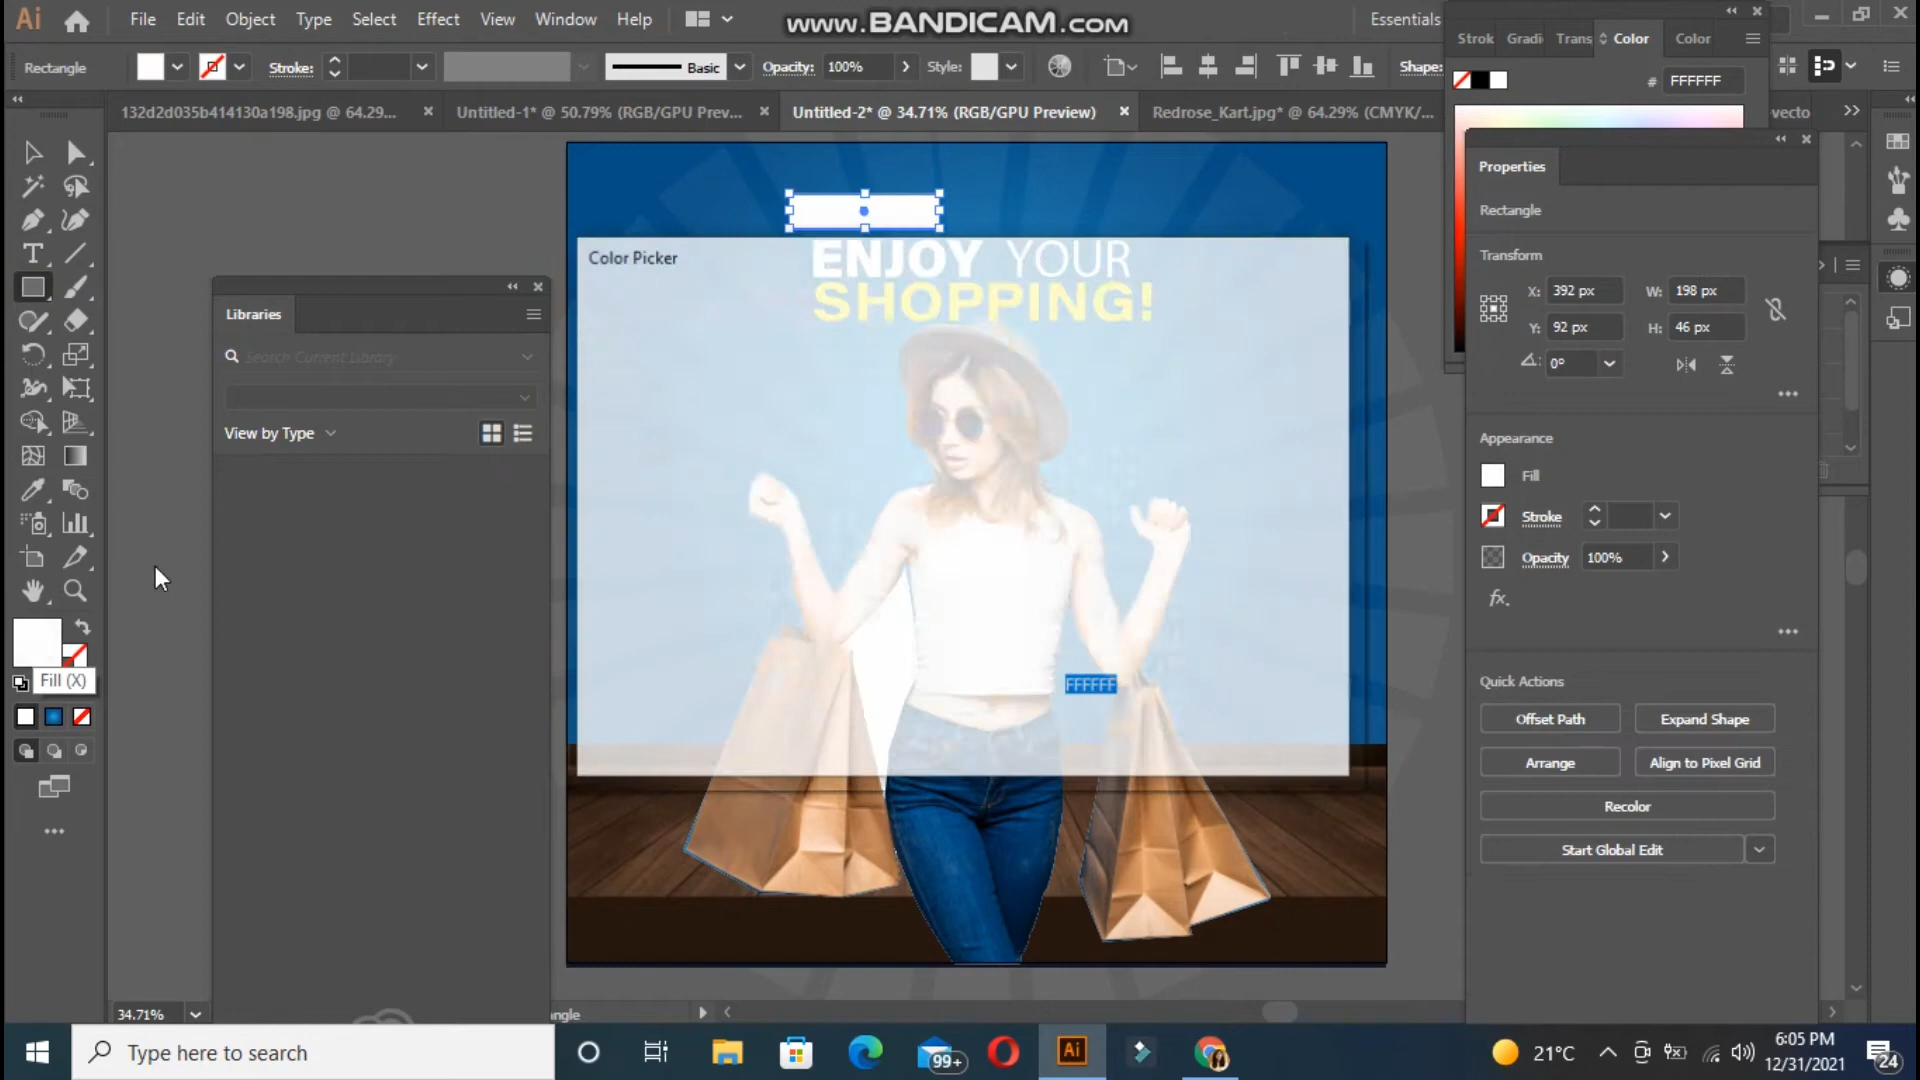 Ai File Edit Object Type Select Effect View Window Help
www.BANDICAM.com
Essentials
Rectangle Stroke: Basic Opacity: 100% Style: Shape:
Strok Gradi Trans Color Color
# FFFFFF
132d2d035b414130a198.jpg @ 64.29...
Untitled-1* @ 50.79% (RGB/GPU Prev...
Untitled-2* @ 34.71% (RGB/GPU Preview)
Redrose_Kart.jpg* @ 64.29% (CMYK/...
vecto
Properties
Rectangle
Transform
X: 392 px W: 198 px
Y: 92 px H: 46 px
0°
Appearance
Fill
Stroke
Opacity 100%
fx.
Quick Actions
Offset Path Expand Shape
Arrange Align to Pixel Grid
Recolor
Start Global Edit
Color Picker
ENJOY YOUR
SHOPPING!
FFFFFF
Libraries
Search Current Library
View by Type
T
Fill (X)
34.71%
angle
Type here to search
99+
Ai
21°C
6:05 PM
12/31/2021
24